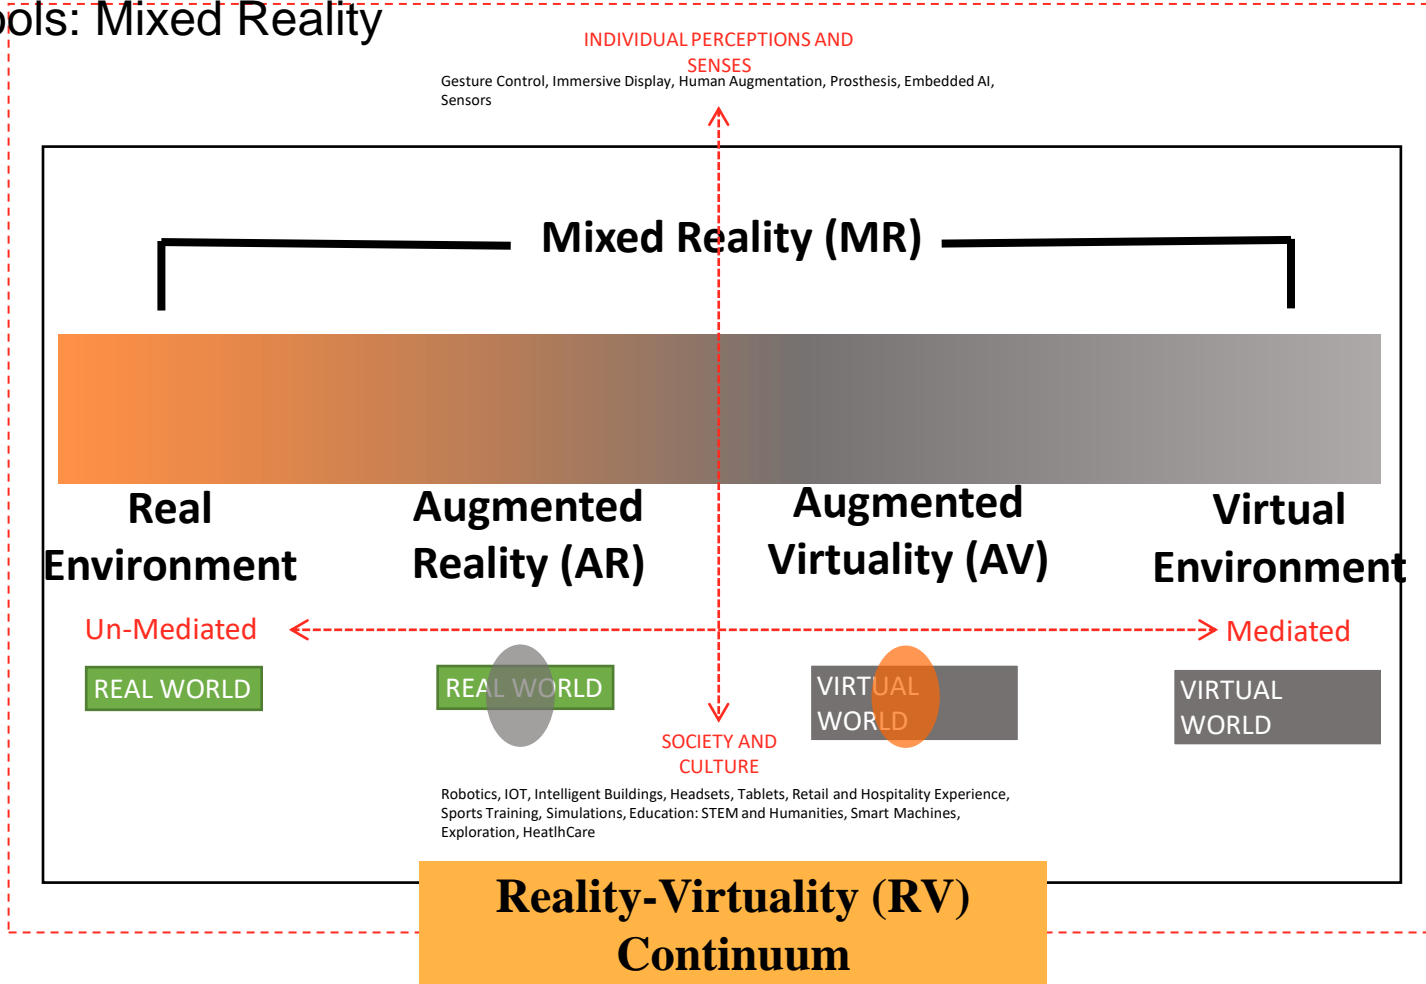 ools: Mixed Reality
INDIVIDUAL PERCEPTIONS AND
SENSES
Gesture Control, Immersive Display, Human Augmentation, Prosthesis, Embedded AI,
Sensors
Mixed Reality (MR)
Real
Environment
Augmented
Reality (AR)
Augmented
Virtuality (AV)
Virtual
Environment
Un-Mediated
Mediated
REAL WORLD
REAL WORLD
VIRTUAL
WORLD
VIRTUAL
WORLD
SOCIETY AND
CULTURE
Robotics, IOT, Intelligent Buildings, Headsets, Tablets, Retail and Hospitality Experience,
Sports Training, Simulations, Education: STEM and Humanities, Smart Machines,
Exploration, HeatlhCare
Reality-Virtuality (RV)
Continuum